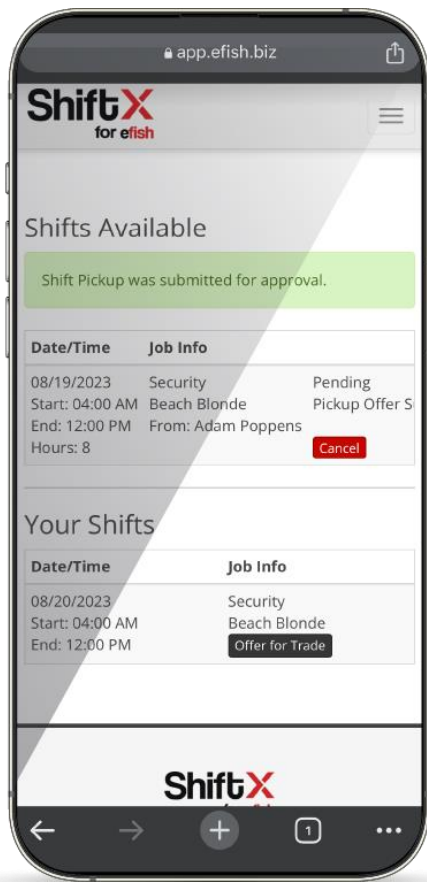 app.efish.biz
ShiftX
for efish
Shifts Available
Shift Pickup was submitted for approval.
Date/Time Job Info
08/19/2023 Security Pending
Start: 04:00 AM Beach Blonde Pickup Offer S
End: 12:00 PM From: Adam Poppens
Hours: 8 Cancel
Your Shifts
Date/Time Job Info
08/20/2023 Security
Start: 04:00 AM Beach Blonde
End: 12:00 PM Offer for Trade
ShiftX
1